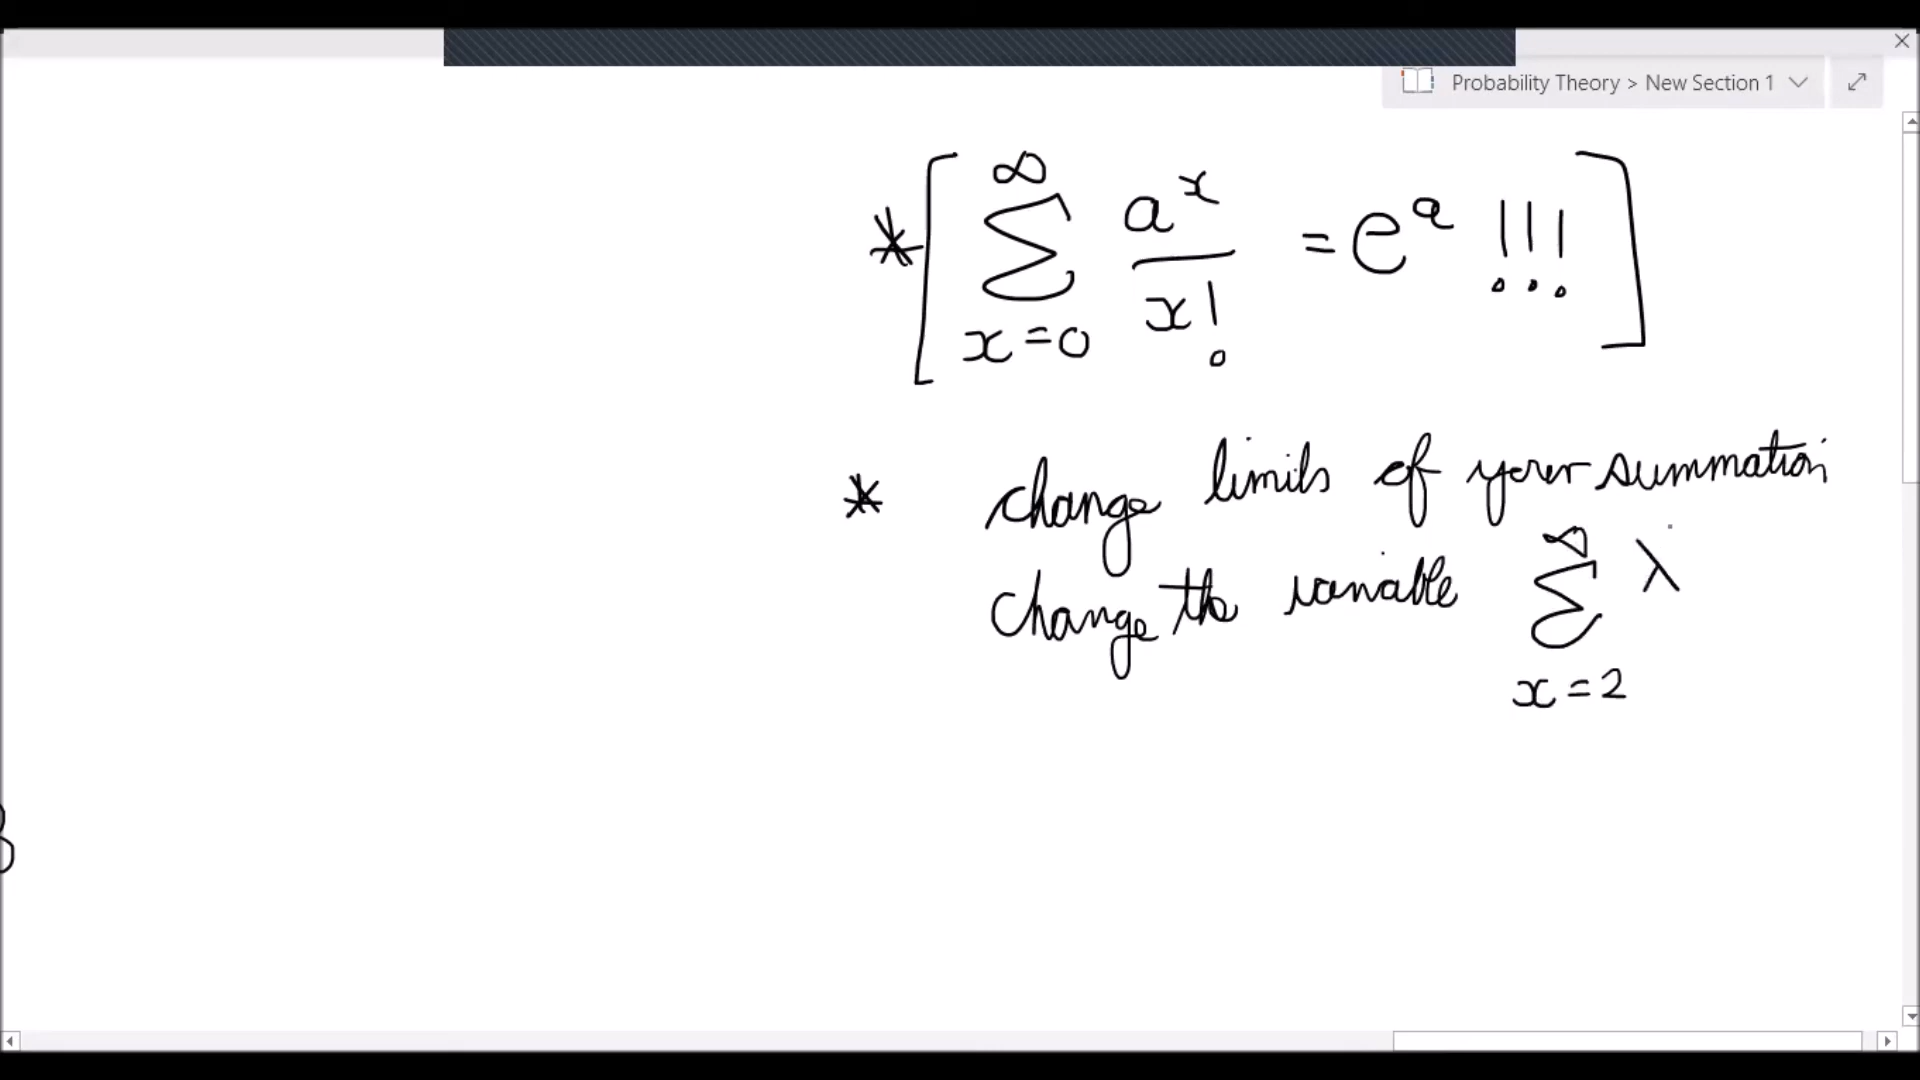 Probability Theory > New Section 1
* [ ∑_{x=0}^{∞} a^x / x! = e^a !!! ]
* change limits of your summation
change the variable ∑_{x=2}^{∞} λ